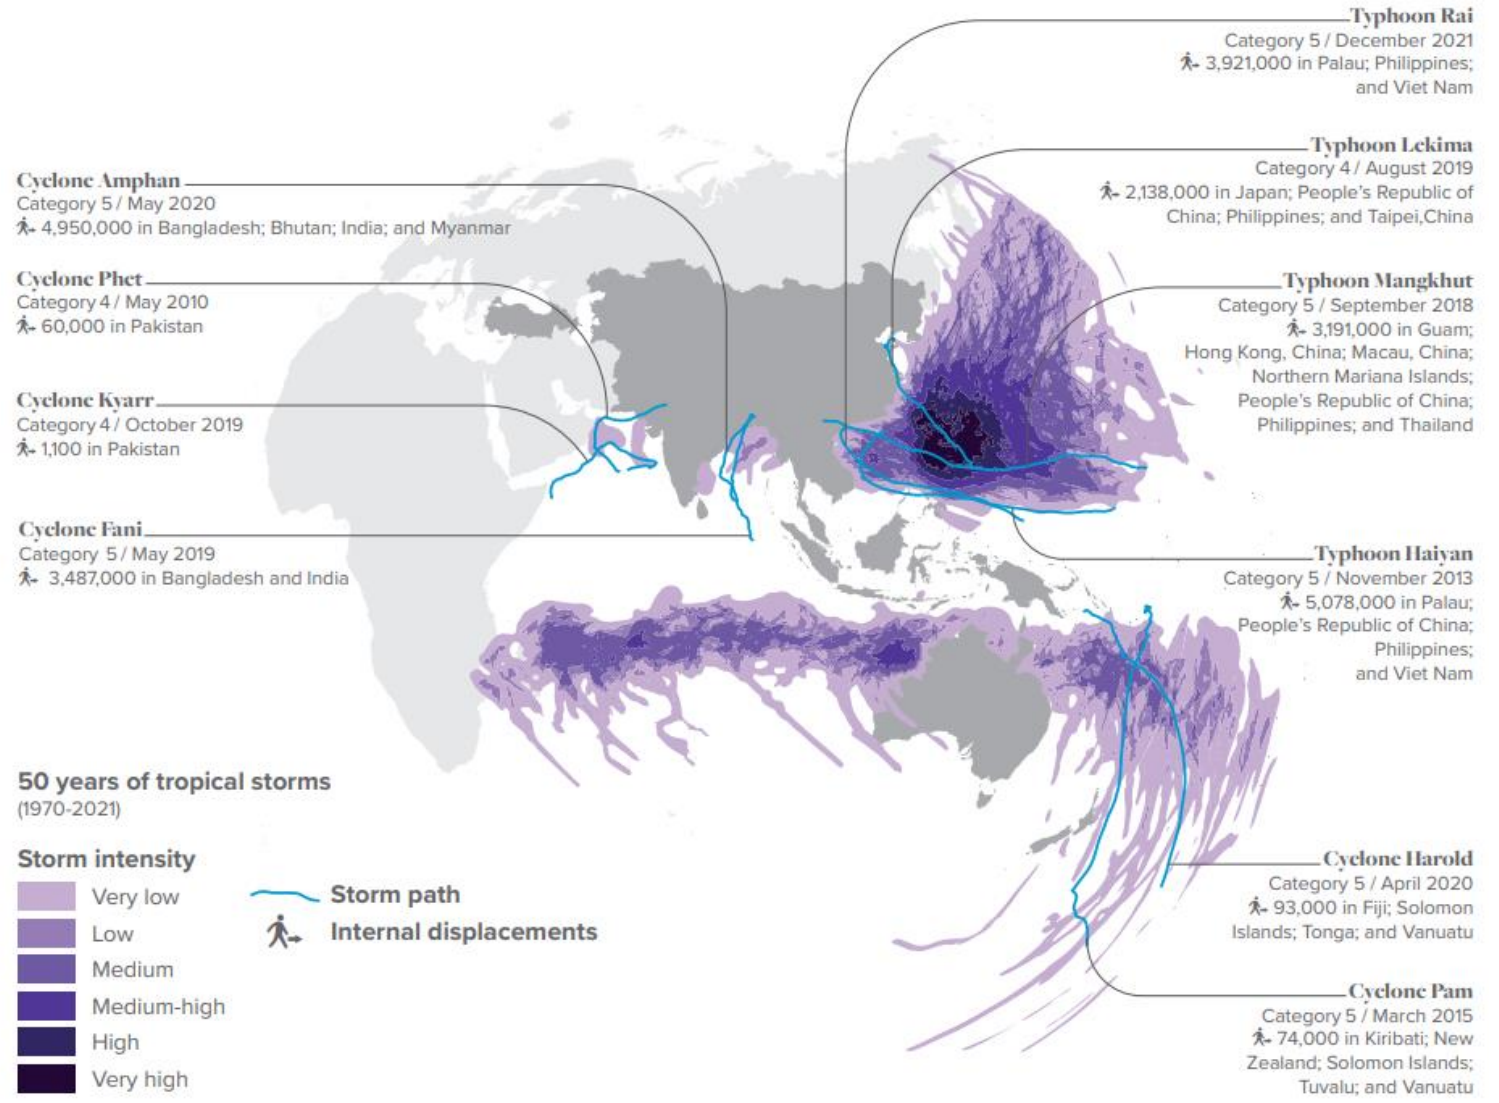 Typhoon Rai
Category 5 / December 2021
3,921,000 in Palau; Philippines;
and Viet Nam
Typhoon Lekima
Category 4 / August 2019
2,138,000 in Japan; People's Republic of
China; Philippines; and Taipei,China
Cyclone Amphan
Category 5 / May 2020
4,950,000 in Bangladesh; Bhutan; India; and Myanmar
Cyclone Phet
Category 4 / May 2010
60,000 in Pakistan
Typhoon Mangkhut
Category 5 / September 2018
3,191,000 in Guam;
Hong Kong, China; Macau, China;
Northern Mariana Islands;
People's Republic of China;
Philippines; and Thailand
Cyclone Kyarr
Category 4 / October 2019
1,100 in Pakistan
Cyclone Fani
Category 5 / May 2019
3,487,000 in Bangladesh and India
Typhoon Haiyan
Category 5 / November 2013
5,078,000 in Palau;
People's Republic of China;
Philippines;
and Viet Nam
50 years of tropical storms
(1970-2021)
Storm intensity
Very low
Low
Medium
Medium-high
High
Very high
Storm path
Internal displacements
Cyclone Harold
Category 5 / April 2020
93,000 in Fiji; Solomon
Islands; Tonga; and Vanuatu
Cyclone Pam
Category 5 / March 2015
74,000 in Kiribati; New
Zealand; Solomon Islands;
Tuvalu; and Vanuatu